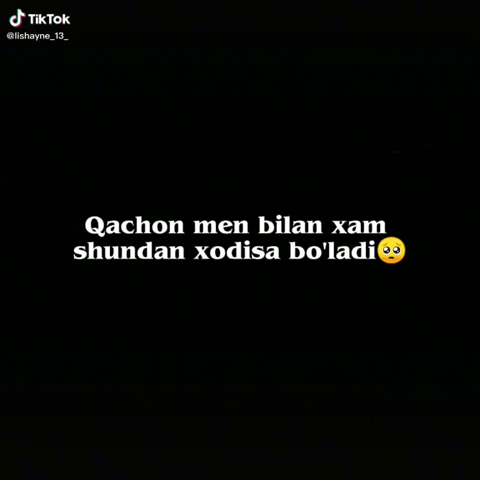 TikTok
@lishayne_13_
Qachon men bilan xam
shundan xodisa bo'ladi🥺